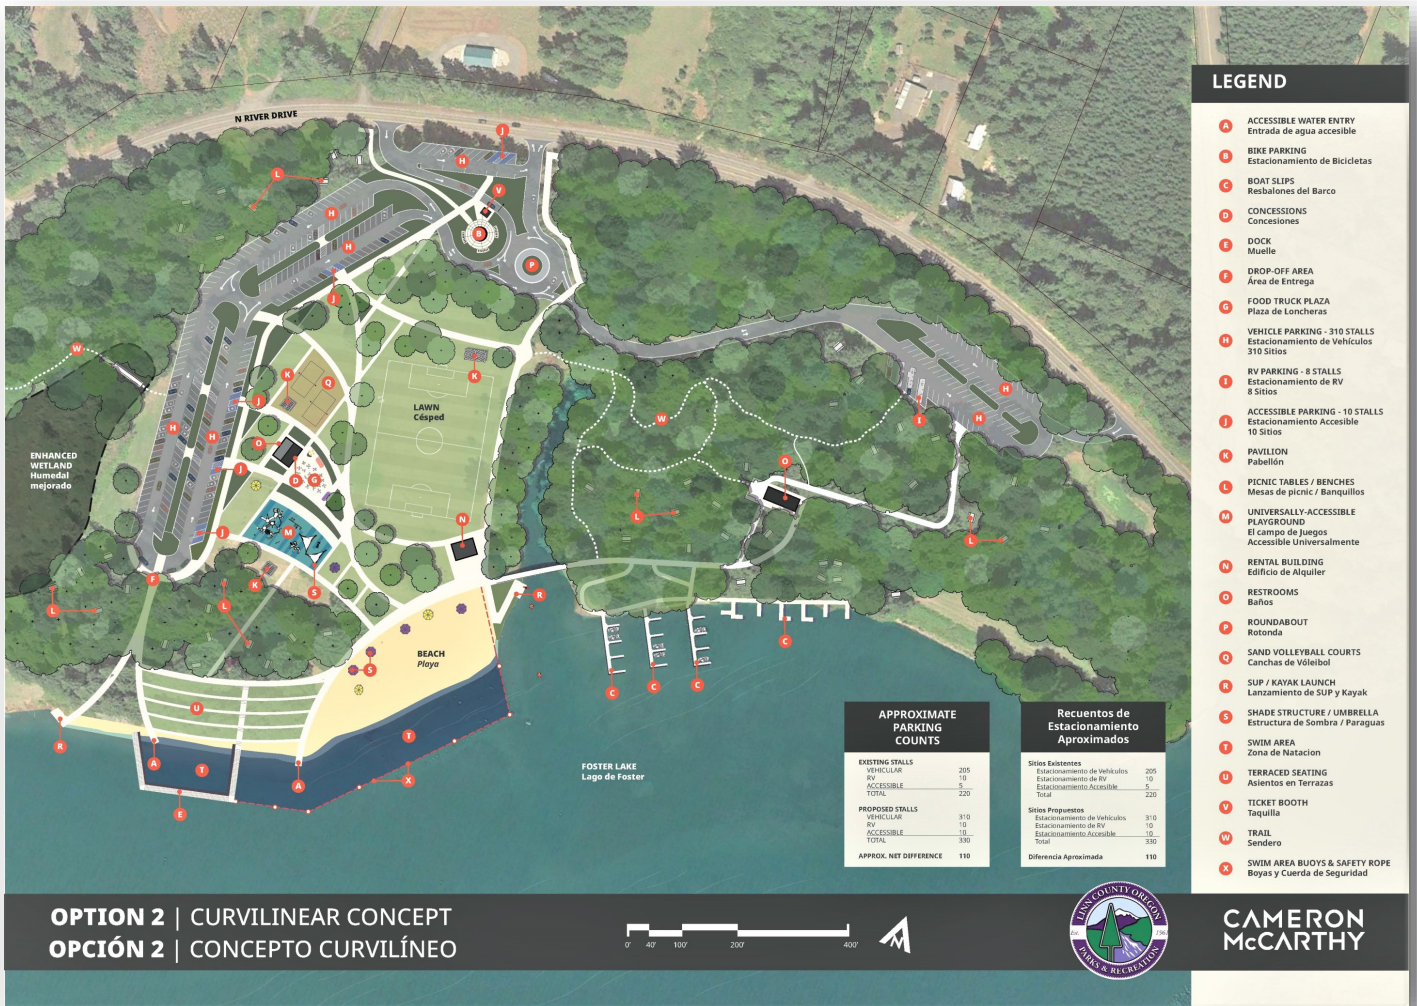 N RIVER DRIVE
L
J
H
V
H
B
H
P
J
W
K
K
Q
J
LAWN
Césped
H
H
O
J
D
G
ENHANCED
WETLAND
Humedal
mejorado
M
J
N
F
K
S
L
L
R
W
I
H
H
O
L
L
BEACH
Playa
S
C
C
C
C
U
R
A
T
T
A
X
E
FOSTER LAKE
Lago de Foster
APPROXIMATE
PARKING
COUNTS
EXISTING STALLS
VEHICULAR 205
RV 10
ACCESSIBLE 5
TOTAL 220
PROPOSED STALLS
VEHICULAR 310
RV 10
ACCESSIBLE 10
TOTAL 330
APPROX. NET DIFFERENCE 110
Recuentos de
Estacionamiento
Aproximados
Sitios Existentes
Estacionamiento de Vehículos 205
Estacionamiento de RV 10
Estacionamiento Accesible 5
Total 220
Sitios Propuestos
Estacionamiento de Vehículos 310
Estacionamiento de RV 10
Estacionamiento Accesible 10
Total 330
Diferencia Aproximada 110
LEGEND
A ACCESSIBLE WATER ENTRY
Entrada de agua accesible
B BIKE PARKING
Estacionamiento de Bicicletas
C BOAT SLIPS
Resbalones del Barco
D CONCESSIONS
Concesiones
E DOCK
Muelle
F DROP-OFF AREA
Área de Entrega
G FOOD TRUCK PLAZA
Plaza de Loncheras
H VEHICLE PARKING - 310 STALLS
Estacionamiento de Vehículos
310 Sitios
I RV PARKING - 8 STALLS
Estacionamiento de RV
8 Sitios
J ACCESSIBLE PARKING - 10 STALLS
Estacionamiento Accesible
10 Sitios
K PAVILION
Pabellón
L PICNIC TABLES / BENCHES
Mesas de picnic / Banquillos
M UNIVERSALLY-ACCESSIBLE
PLAYGROUND
El campo de Juegos
Accessible Universalmente
N RENTAL BUILDING
Edificio de Alquiler
O RESTROOMS
Baños
P ROUNDABOUT
Rotonda
Q SAND VOLLEYBALL COURTS
Canchas de Vóleibol
R SUP / KAYAK LAUNCH
Lanzamiento de SUP y Kayak
S SHADE STRUCTURE / UMBRELLA
Estructura de Sombra / Paraguas
T SWIM AREA
Zona de Natacion
U TERRACED SEATING
Asientos en Terrazas
V TICKET BOOTH
Taquilla
W TRAIL
Sendero
X SWIM AREA BUOYS & SAFETY ROPE
Boyas y Cuerda de Seguridad
OPTION 2 | CURVILINEAR CONCEPT
OPCIÓN 2 | CONCEPTO CURVILÍNEO
0' 40' 100' 200' 400'
LINN COUNTY OREGON
Est. 1961
PARKS & RECREATION
CAMERON
McCARTHY